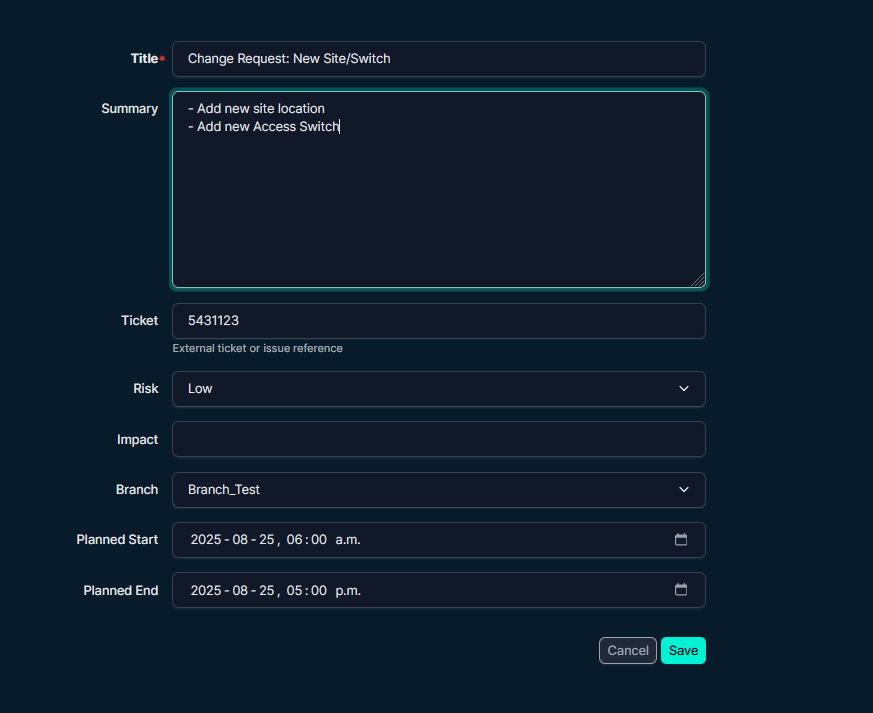 Title* Change Request: New Site/Switch
Summary - Add new site location
- Add new Access Switch
Ticket 5431123
External ticket or issue reference
Risk Low
Impact
Branch Branch_Test
Planned Start 2025-08-25, 06:00 a.m.
Planned End 2025-08-25, 05:00 p.m.
Cancel Save